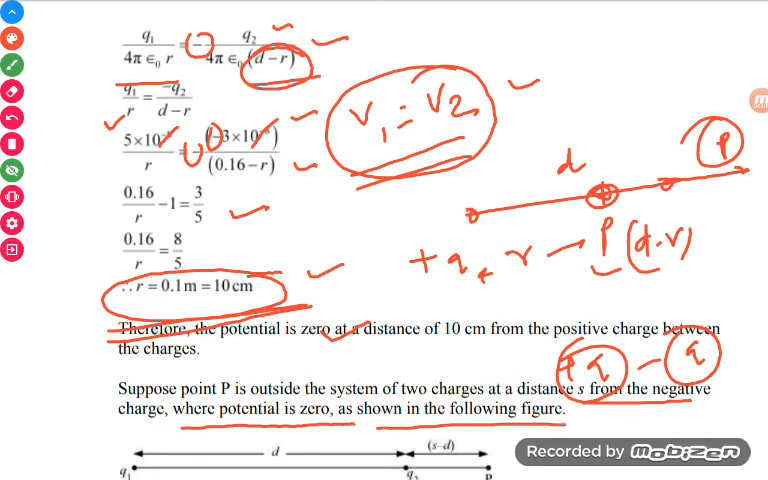 q₁/4π∈₀ r = − q₂/4π∈₀ (d−r)
q₁/r = −q₂/d−r
V₁ = V₂
5×10⁻⁸/r = − (−3×10⁻⁸)/(0.16−r)
P
d
0.16/r −1 = 3/5
0.16/r = 8/5
+ q ← r → P (d-r)
∴r = 0.1m = 10cm
Therefore, the potential is zero at a distance of 10 cm from the positive charge between
the charges.
+q − q
Suppose point P is outside the system of two charges at a distance s from the negative
charge, where potential is zero, as shown in the following figure.
d (s–d)
q₁ q₂ P
Recorded by mobizen